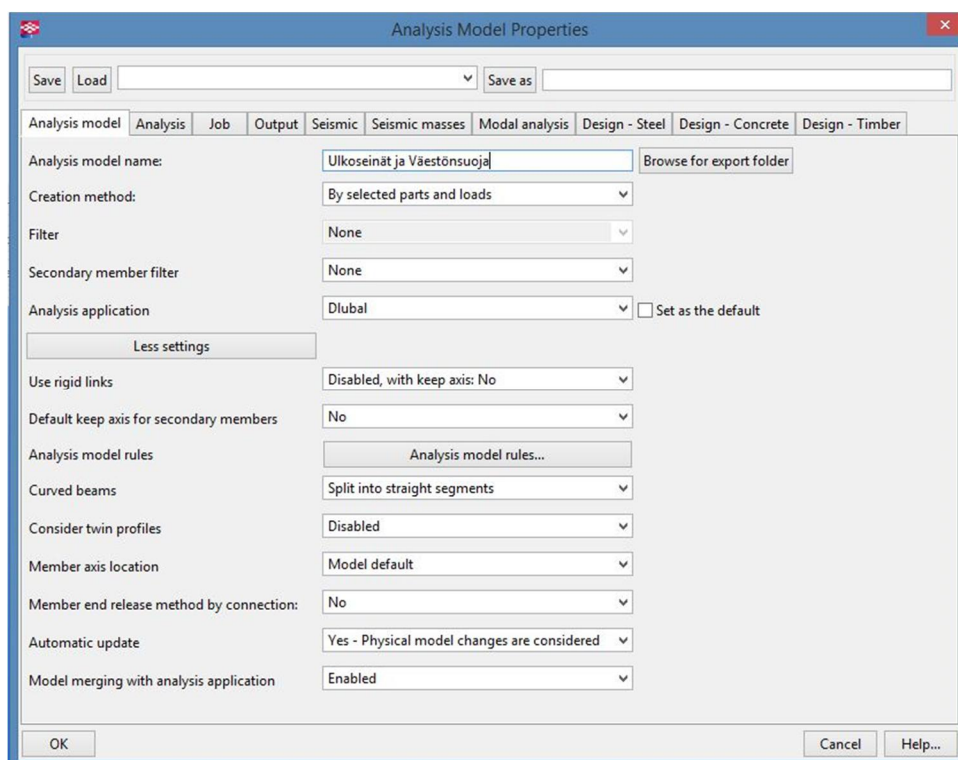 Analysis Model Properties
Save Load Save as
Analysis model Analysis Job Output Seismic Seismic masses Modal analysis Design - Steel Design - Concrete Design - Timber
Analysis model name: Ulkoseinät ja Väestönsuoja Browse for export folder
Creation method: By selected parts and loads
Filter None
Secondary member filter None
Analysis application Dlubal Set as the default
Less settings
Use rigid links Disabled, with keep axis: No
Default keep axis for secondary members No
Analysis model rules Analysis model rules...
Curved beams Split into straight segments
Consider twin profiles Disabled
Member axis location Model default
Member end release method by connection: No
Automatic update Yes - Physical model changes are considered
Model merging with analysis application Enabled
OK Cancel Help...